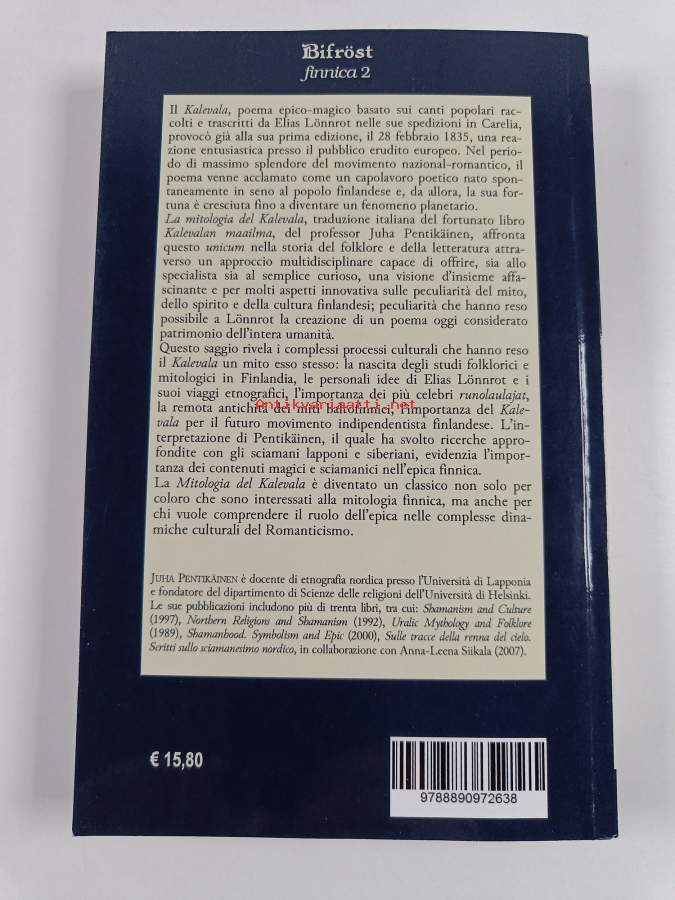 Bifröst
finnica 2
Il Kalevala, poema epico-magico basato sui canti popolari rac-
colti e trascritti da Elias Lönnrot nelle sue spedizioni in Carelia,
provocò già alla sua prima edizione, il 28 febbraio 1835, una rea-
zione entusiastica presso il pubblico erudito europeo. Nel perio-
do di massimo splendore del movimento nazional-romantico, il
poema venne acclamato come un capolavoro poetico nato spon-
taneamente in seno al popolo finlandese e, da allora, la sua for-
tuna è cresciuta fino a diventare un fenomeno planetario.
La mitologia del Kalevala, traduzione italiana del fortunato libro
Kalevalan maailma, del professor Juha Pentikäinen, affronta
questo unicum nella storia del folklore e della letteratura attra-
verso un approccio multidisciplinare capace di offrire, sia allo
specialista sia al semplice curioso, una visione d'insieme affa-
scinante e per molti aspetti innovativa sulle peculiarità del mito,
dello spirito e della cultura finlandesi; peculiarità che hanno reso
possibile a Lönnrot la creazione di un poema oggi considerato
patrimonio dell'intera umanità.
Questo saggio rivela i complessi processi culturali che hanno reso
il Kalevala un mito esso stesso: la nascita degli studi folklorici e
mitologici in Finlandia, le personali idee di Elias Lönnrot e i
suoi viaggi etnografici, l'importanza dei più celebri runolaulajat,
Antikvariaatti.net
la remota antichità dei miti baltofinnici, l'importanza del Kale-
vala per il futuro movimento indipendentista finlandese. L'in-
terpretazione di Pentikäinen, il quale ha svolto ricerche appro-
fondite con gli sciamani lapponi e siberiani, evidenzia l'impor-
tanza dei contenuti magici e sciamanici nell'epica finnica.
La Mitologia del Kalevala è diventato un classico non solo per
coloro che sono interessati alla mitologia finnica, ma anche per
chi vuole comprendere il ruolo dell'epica nelle complesse dina-
miche culturali del Romanticismo.
JUHA PENTIKÄINEN è docente di etnografia nordica presso l'Università di Lapponia
e fondatore del dipartimento di Scienze delle religioni dell'Università di Helsinki.
Le sue pubblicazioni includono più di trenta libri, tra cui: Shamanism and Culture
(1997), Northern Religions and Shamanism (1992), Uralic Mythology and Folklore
(1989), Shamanhood. Symbolism and Epic (2000), Sulle tracce della renna del cielo.
Scritti sullo sciamanesimo nordico, in collaborazione con Anna-Leena Siikala (2007).
€ 15,80
9788890972638